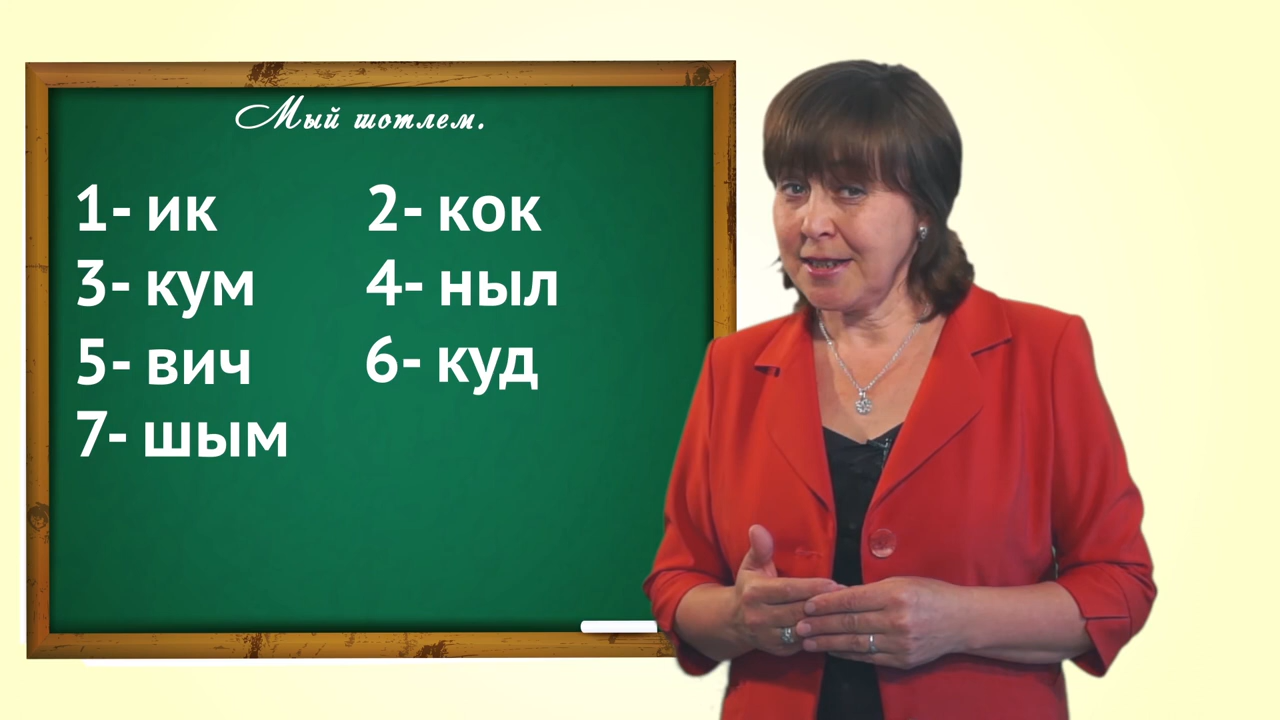 Мый шотлем.
1- ик 2- кок
3- кум 4- ныл
5- вич 6- куд
7- шым